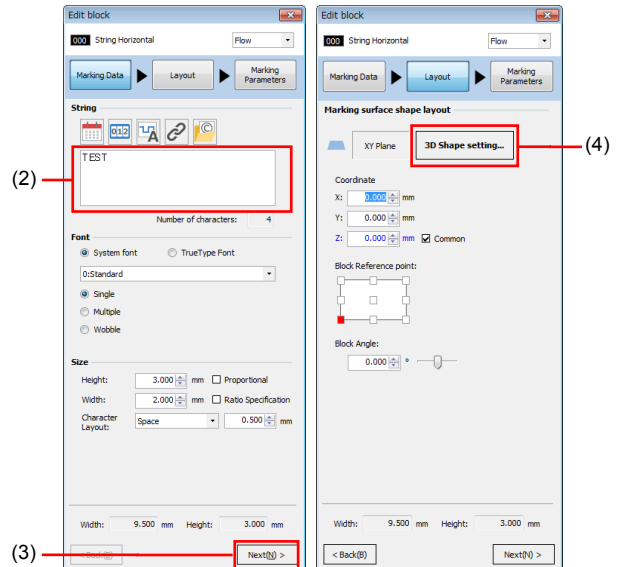 Edit block
000 String Horizontal Flow
Marking Data Layout Marking Parameters
String
012 A
TEST
(2)
Number of characters: 4
Font
System font TrueType Font
0:Standard
Single
Multiple
Wobble
Size
Height: 3.000 mm Proportional
Width: 2.000 mm Ratio Specification
Character Layout: Space 0.500 mm
Width: 9.500 mm Height: 3.000 mm
(3)
< Back(B) Next(N) >
Edit block
000 String Horizontal Flow
Marking Data Layout Marking Parameters
Marking surface shape layout
XY Plane 3D Shape setting...
(4)
Coordinate
X: 0.000 mm
Y: 0.000 mm
Z: 0.000 mm Common
Block Reference point:
Block Angle:
0.000 °
Width: 9.500 mm Height: 3.000 mm
< Back(B) Next(N) >